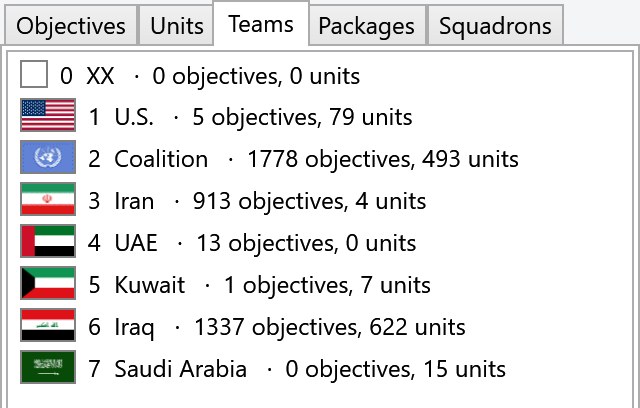 Objectives Units Teams Packages Squadrons
0 XX · 0 objectives, 0 units
1 U.S. · 5 objectives, 79 units
2 Coalition · 1778 objectives, 493 units
3 Iran · 913 objectives, 4 units
4 UAE · 13 objectives, 0 units
5 Kuwait · 1 objectives, 7 units
6 Iraq · 1337 objectives, 622 units
7 Saudi Arabia · 0 objectives, 15 units